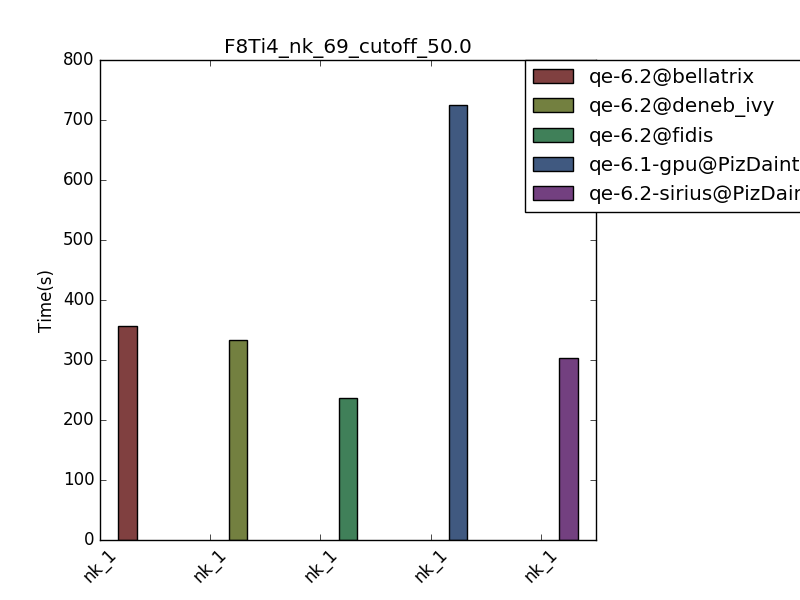 F8Ti4_nk_69_cutoff_50.0
800
700
600
500
400
300
200
100
0
Time(s)
nk_1
nk_1
nk_1
nk_1
nk_1
qe-6.2@bellatrix
qe-6.2@deneb_ivy
qe-6.2@fidis
qe-6.1-gpu@PizDaint
qe-6.2-sirius@PizDain